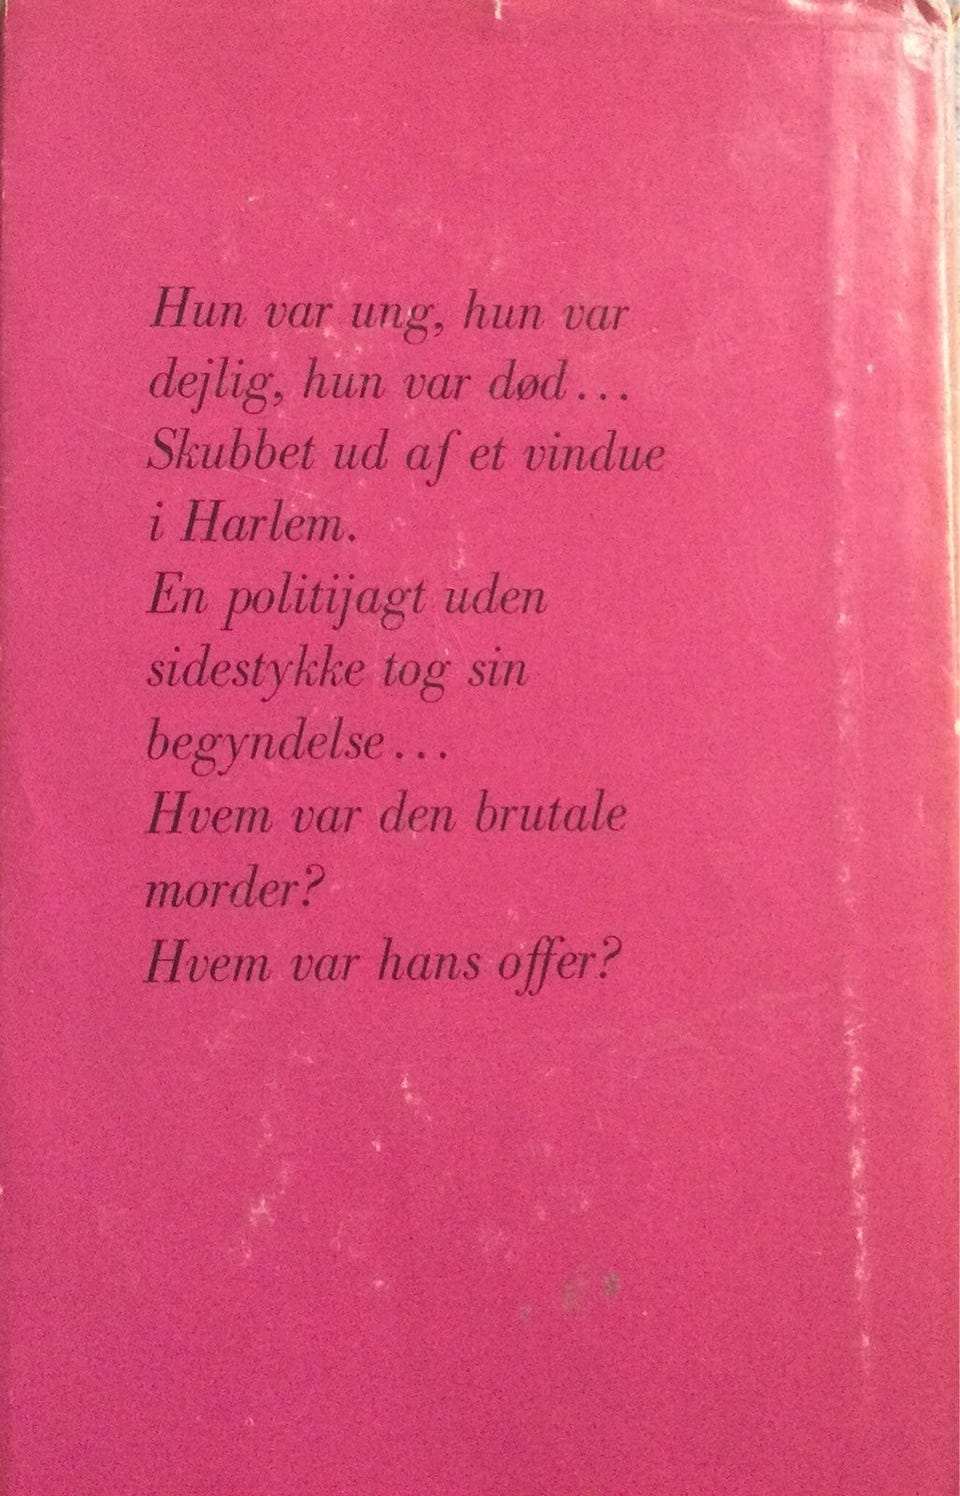 Hun var ung, hun var
dejlig, hun var død...
Skubbet ud af et vindue
i Harlem.
En politijagt uden
sidestykke tog sin
begyndelse...
Hvem var den brutale
morder?
Hvem var hans offer?